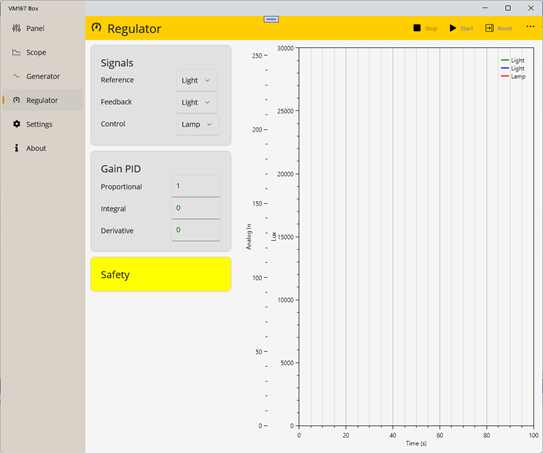 VM167 Box
Panel
Scope
Generator
Regulator
Settings
About
Regulator
Stop
Start
Reset
Signals
Reference Light
Feedback Light
Control Lamp
Gain PID
Proportional 1
Integral 0
Derivative 0
Safety
250
200
150
100
50
0
Analog In
30000
25000
20000
15000
10000
5000
0
Lux
Light
Light
Lamp
0 20 40 60 80 100
Time (s)